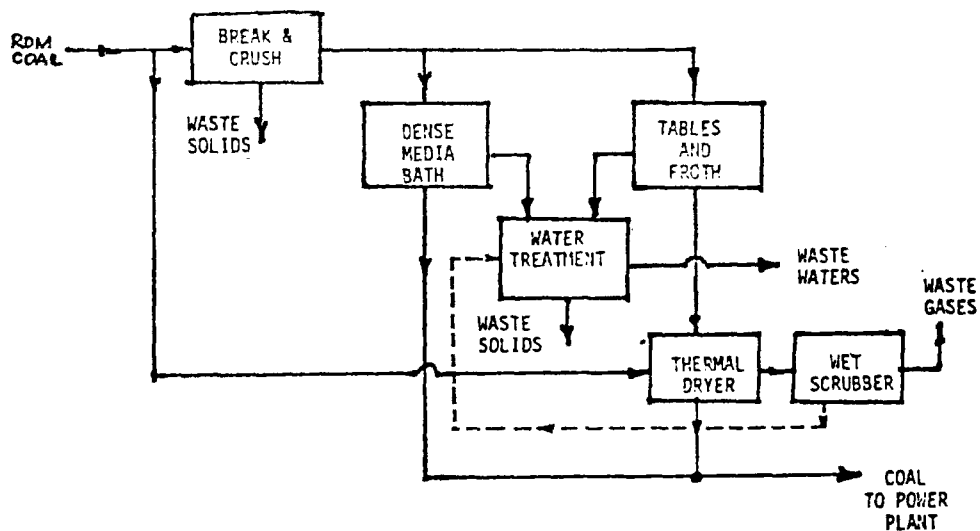 ROM
COAL
BREAK &
CRUSH
WASTE
SOLIDS
DENSE
MEDIA
BATH
TABLES
AND
FROTH
WATER
TREATMENT
WASTE
WATERS
WASTE
SOLIDS
WASTE
GASES
THERMAL
DRYER
WET
SCRUBBER
COAL
TO POWER
PLANT